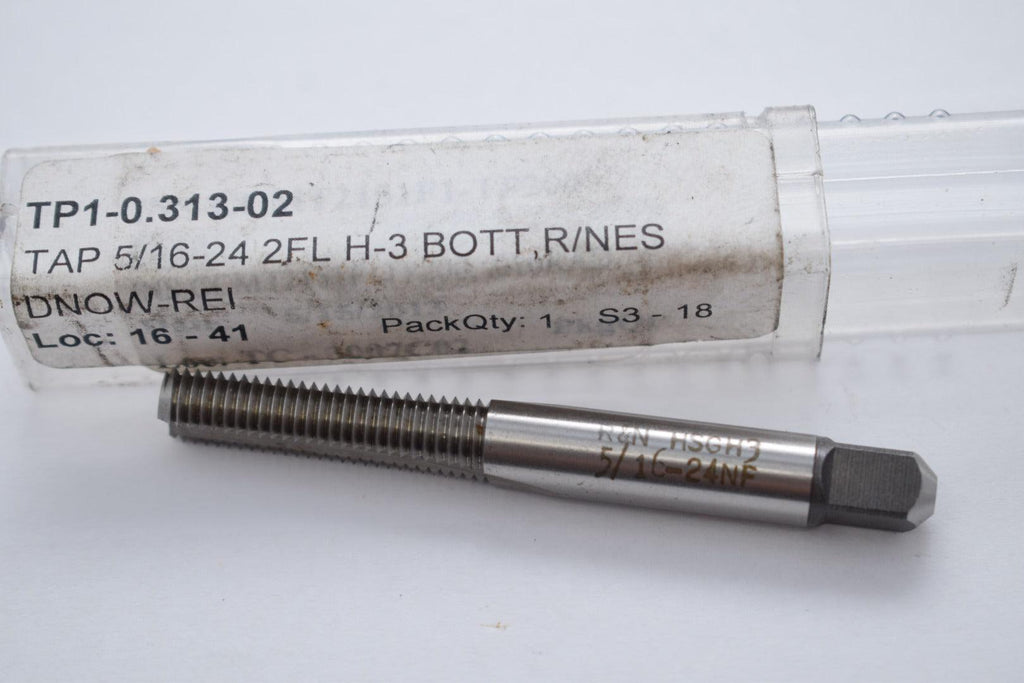 TP1-0.313-02
TAP 5/16-24 2FL H-3 BOTT,R/NES
DNOW-REI
Loc: 16 - 41 PackQty: 1 S3 - 18
R&N HSGH3
5/16-24NF